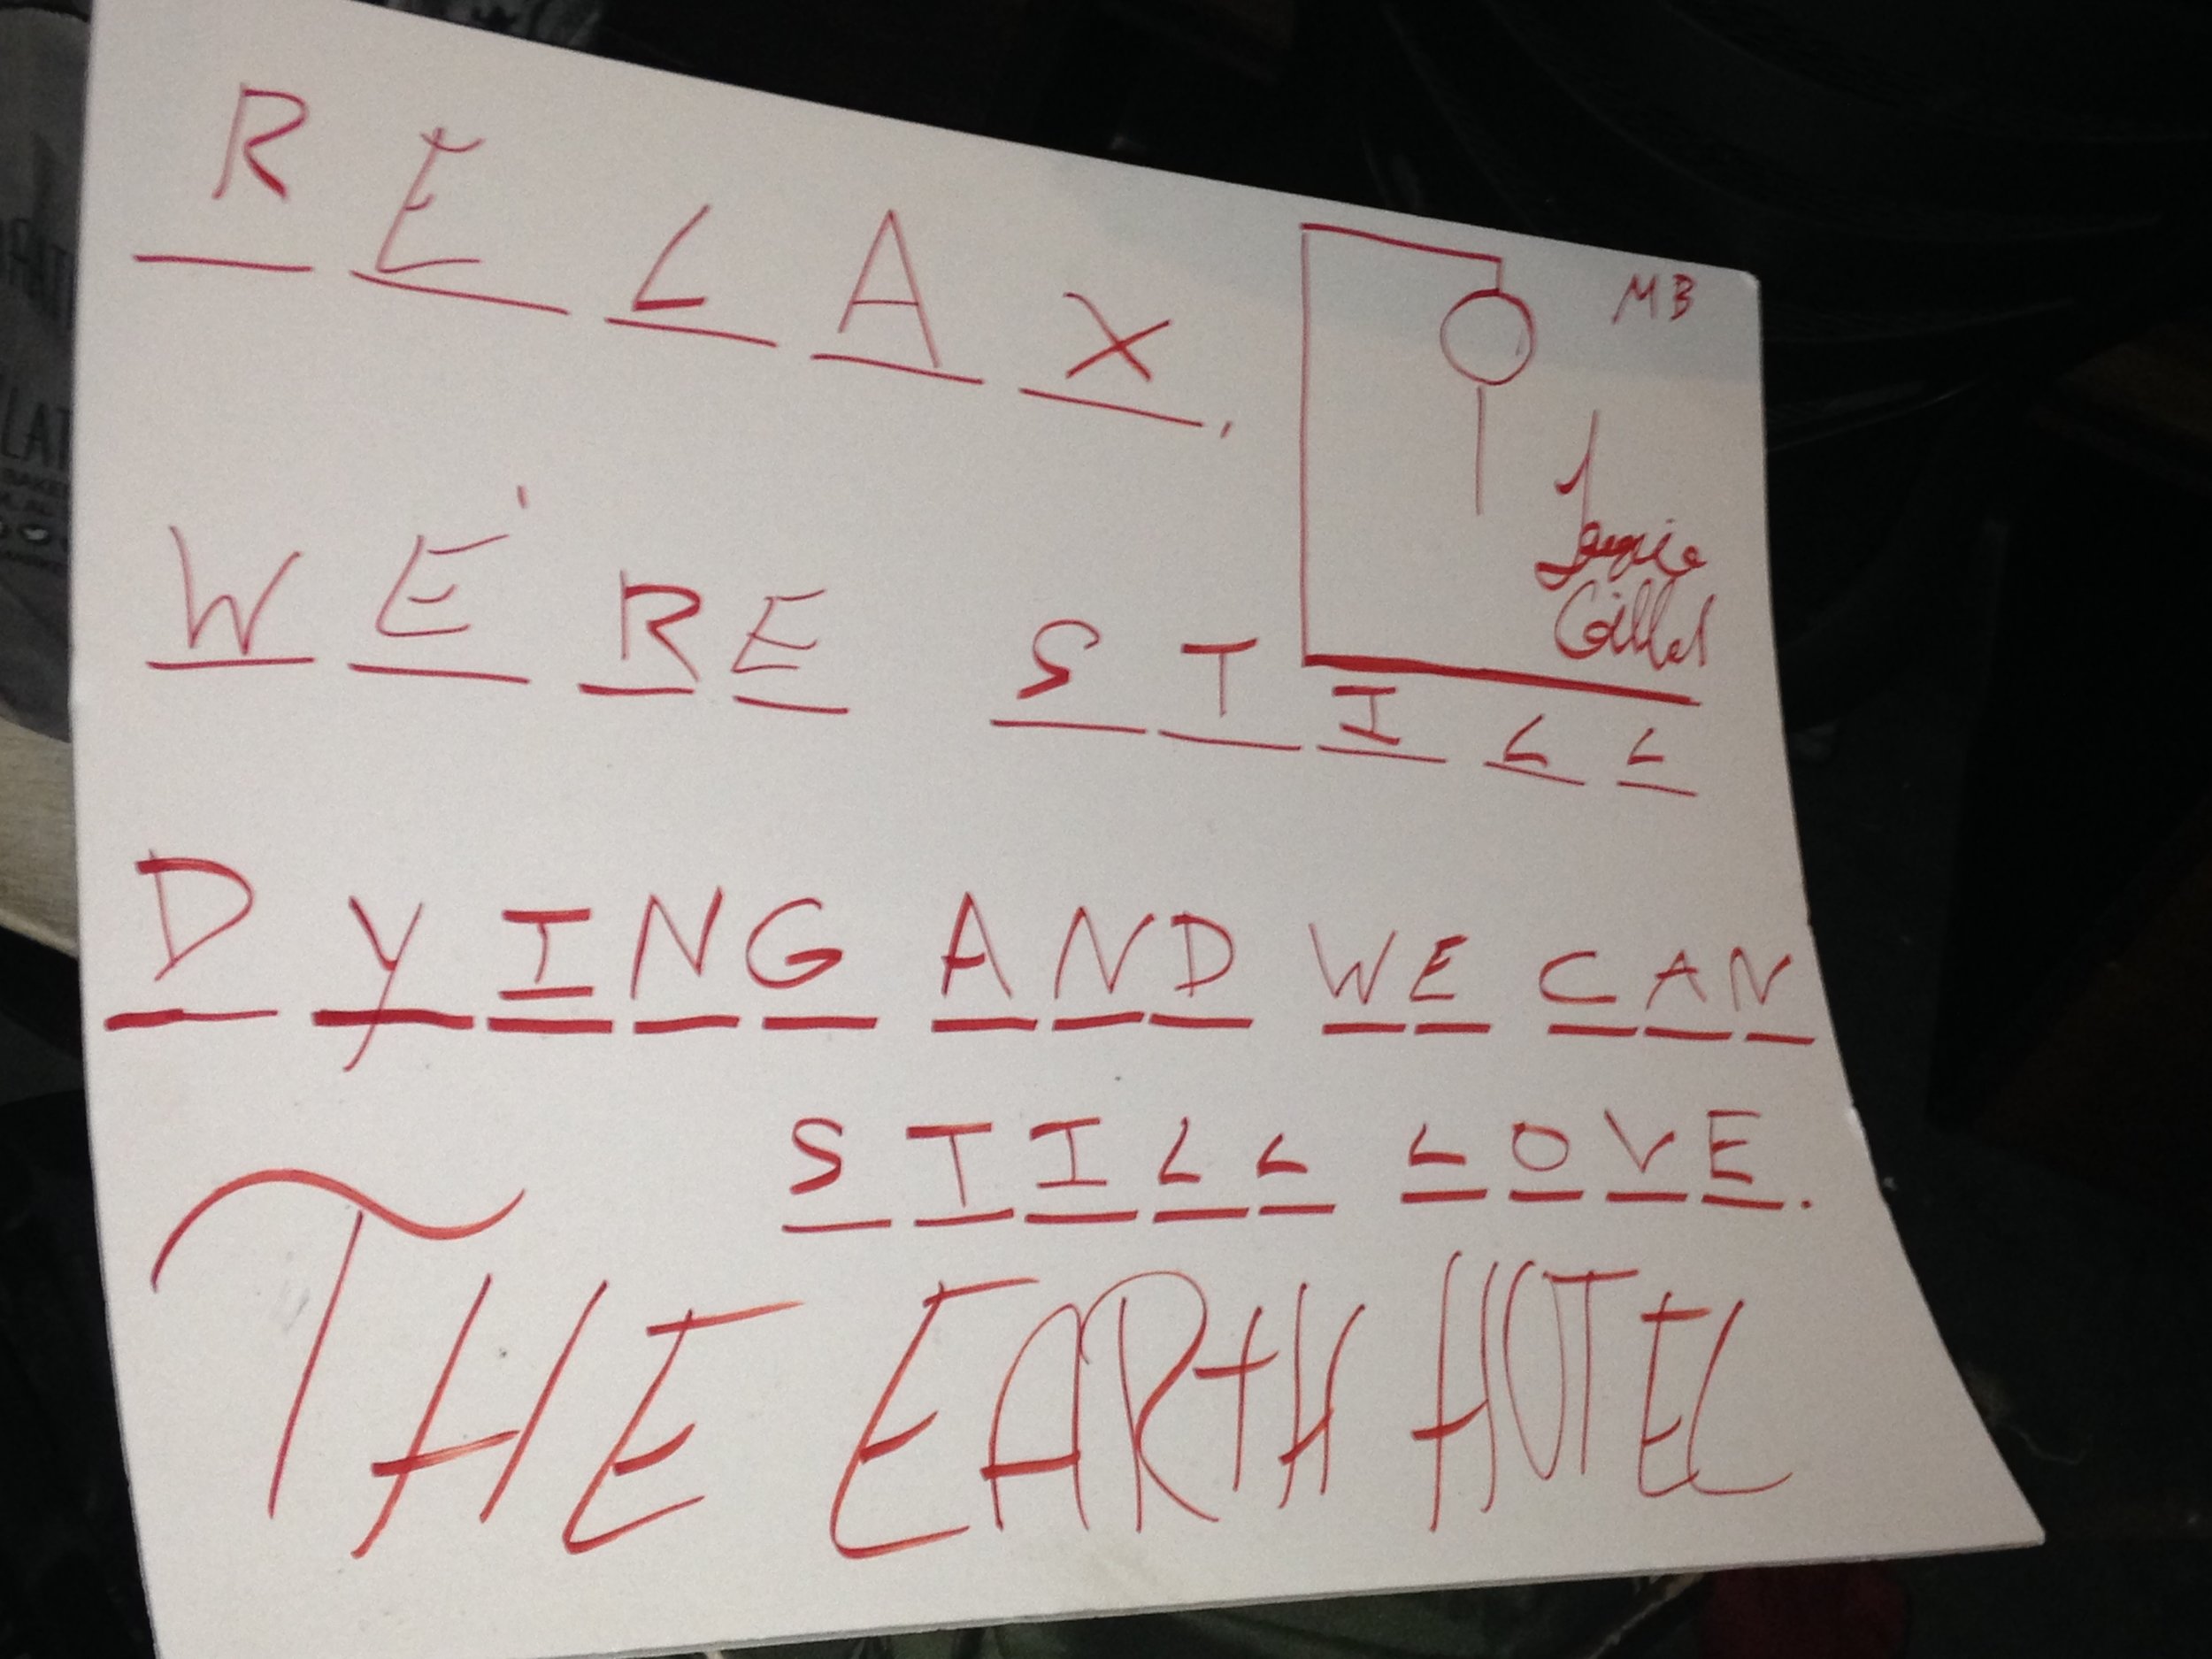 RELAX,
MB
WE'RE STILL
DYING AND WE CAN
STILL LOVE.
THE EARTH HOTEL